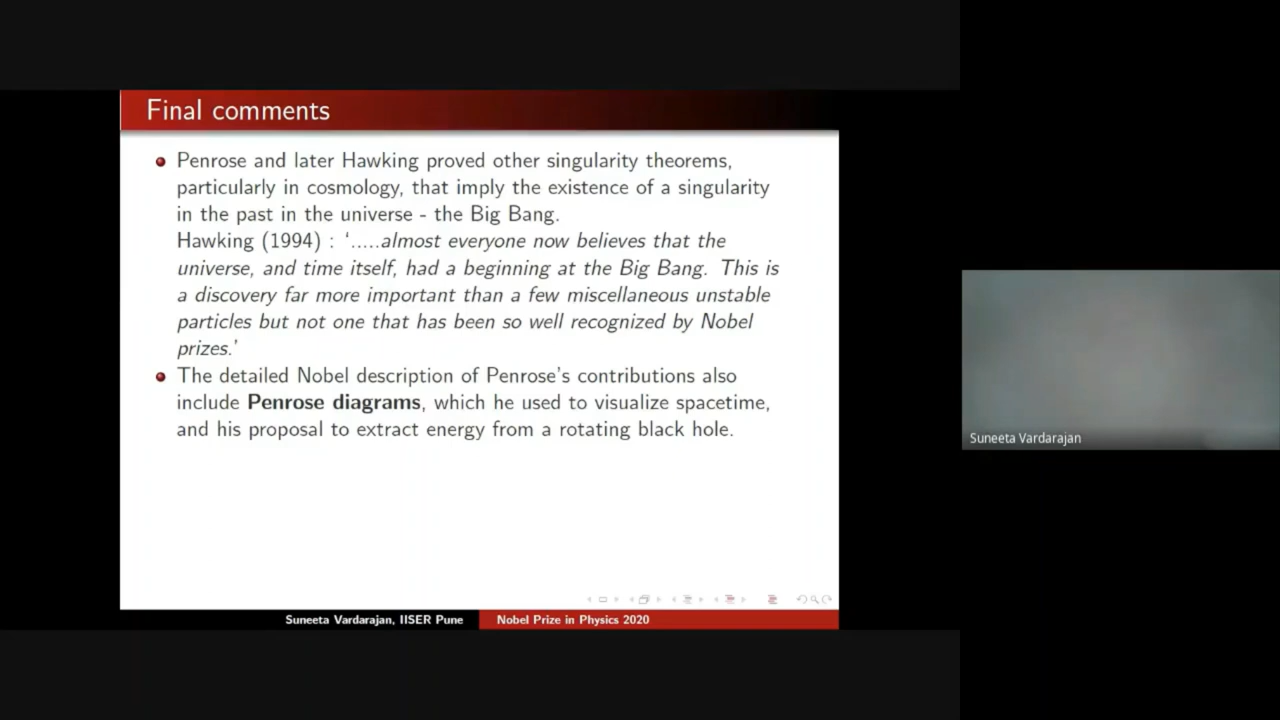 Final comments
Penrose and later Hawking proved other singularity theorems,
particularly in cosmology, that imply the existence of a singularity
in the past in the universe - the Big Bang.
Hawking (1994) : ‘.....almost everyone now believes that the
universe, and time itself, had a beginning at the Big Bang. This is
a discovery far more important than a few miscellaneous unstable
particles but not one that has been so well recognized by Nobel
prizes.’
The detailed Nobel description of Penrose's contributions also
include Penrose diagrams, which he used to visualize spacetime,
and his proposal to extract energy from a rotating black hole.
Suneeta Vardarajan, IISER Pune
Nobel Prize in Physics 2020
Suneeta Vardarajan